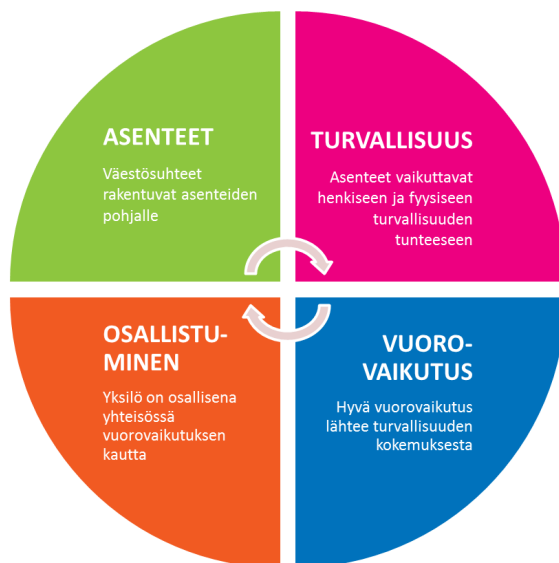 ASENTEET
Väestösuhteet
rakentuvat asenteiden
pohjalle
TURVALLISUUS
Asenteet vaikuttavat
henkiseen ja fyysiseen
turvallisuuden
tunteeseen
OSALLISTU-
MINEN
Yksilö on osallisena
yhteisössä
vuorovaikutuksen
kautta
VUORO-
VAIKUTUS
Hyvä vuorovaikutus
lähtee turvallisuuden
kokemuksesta